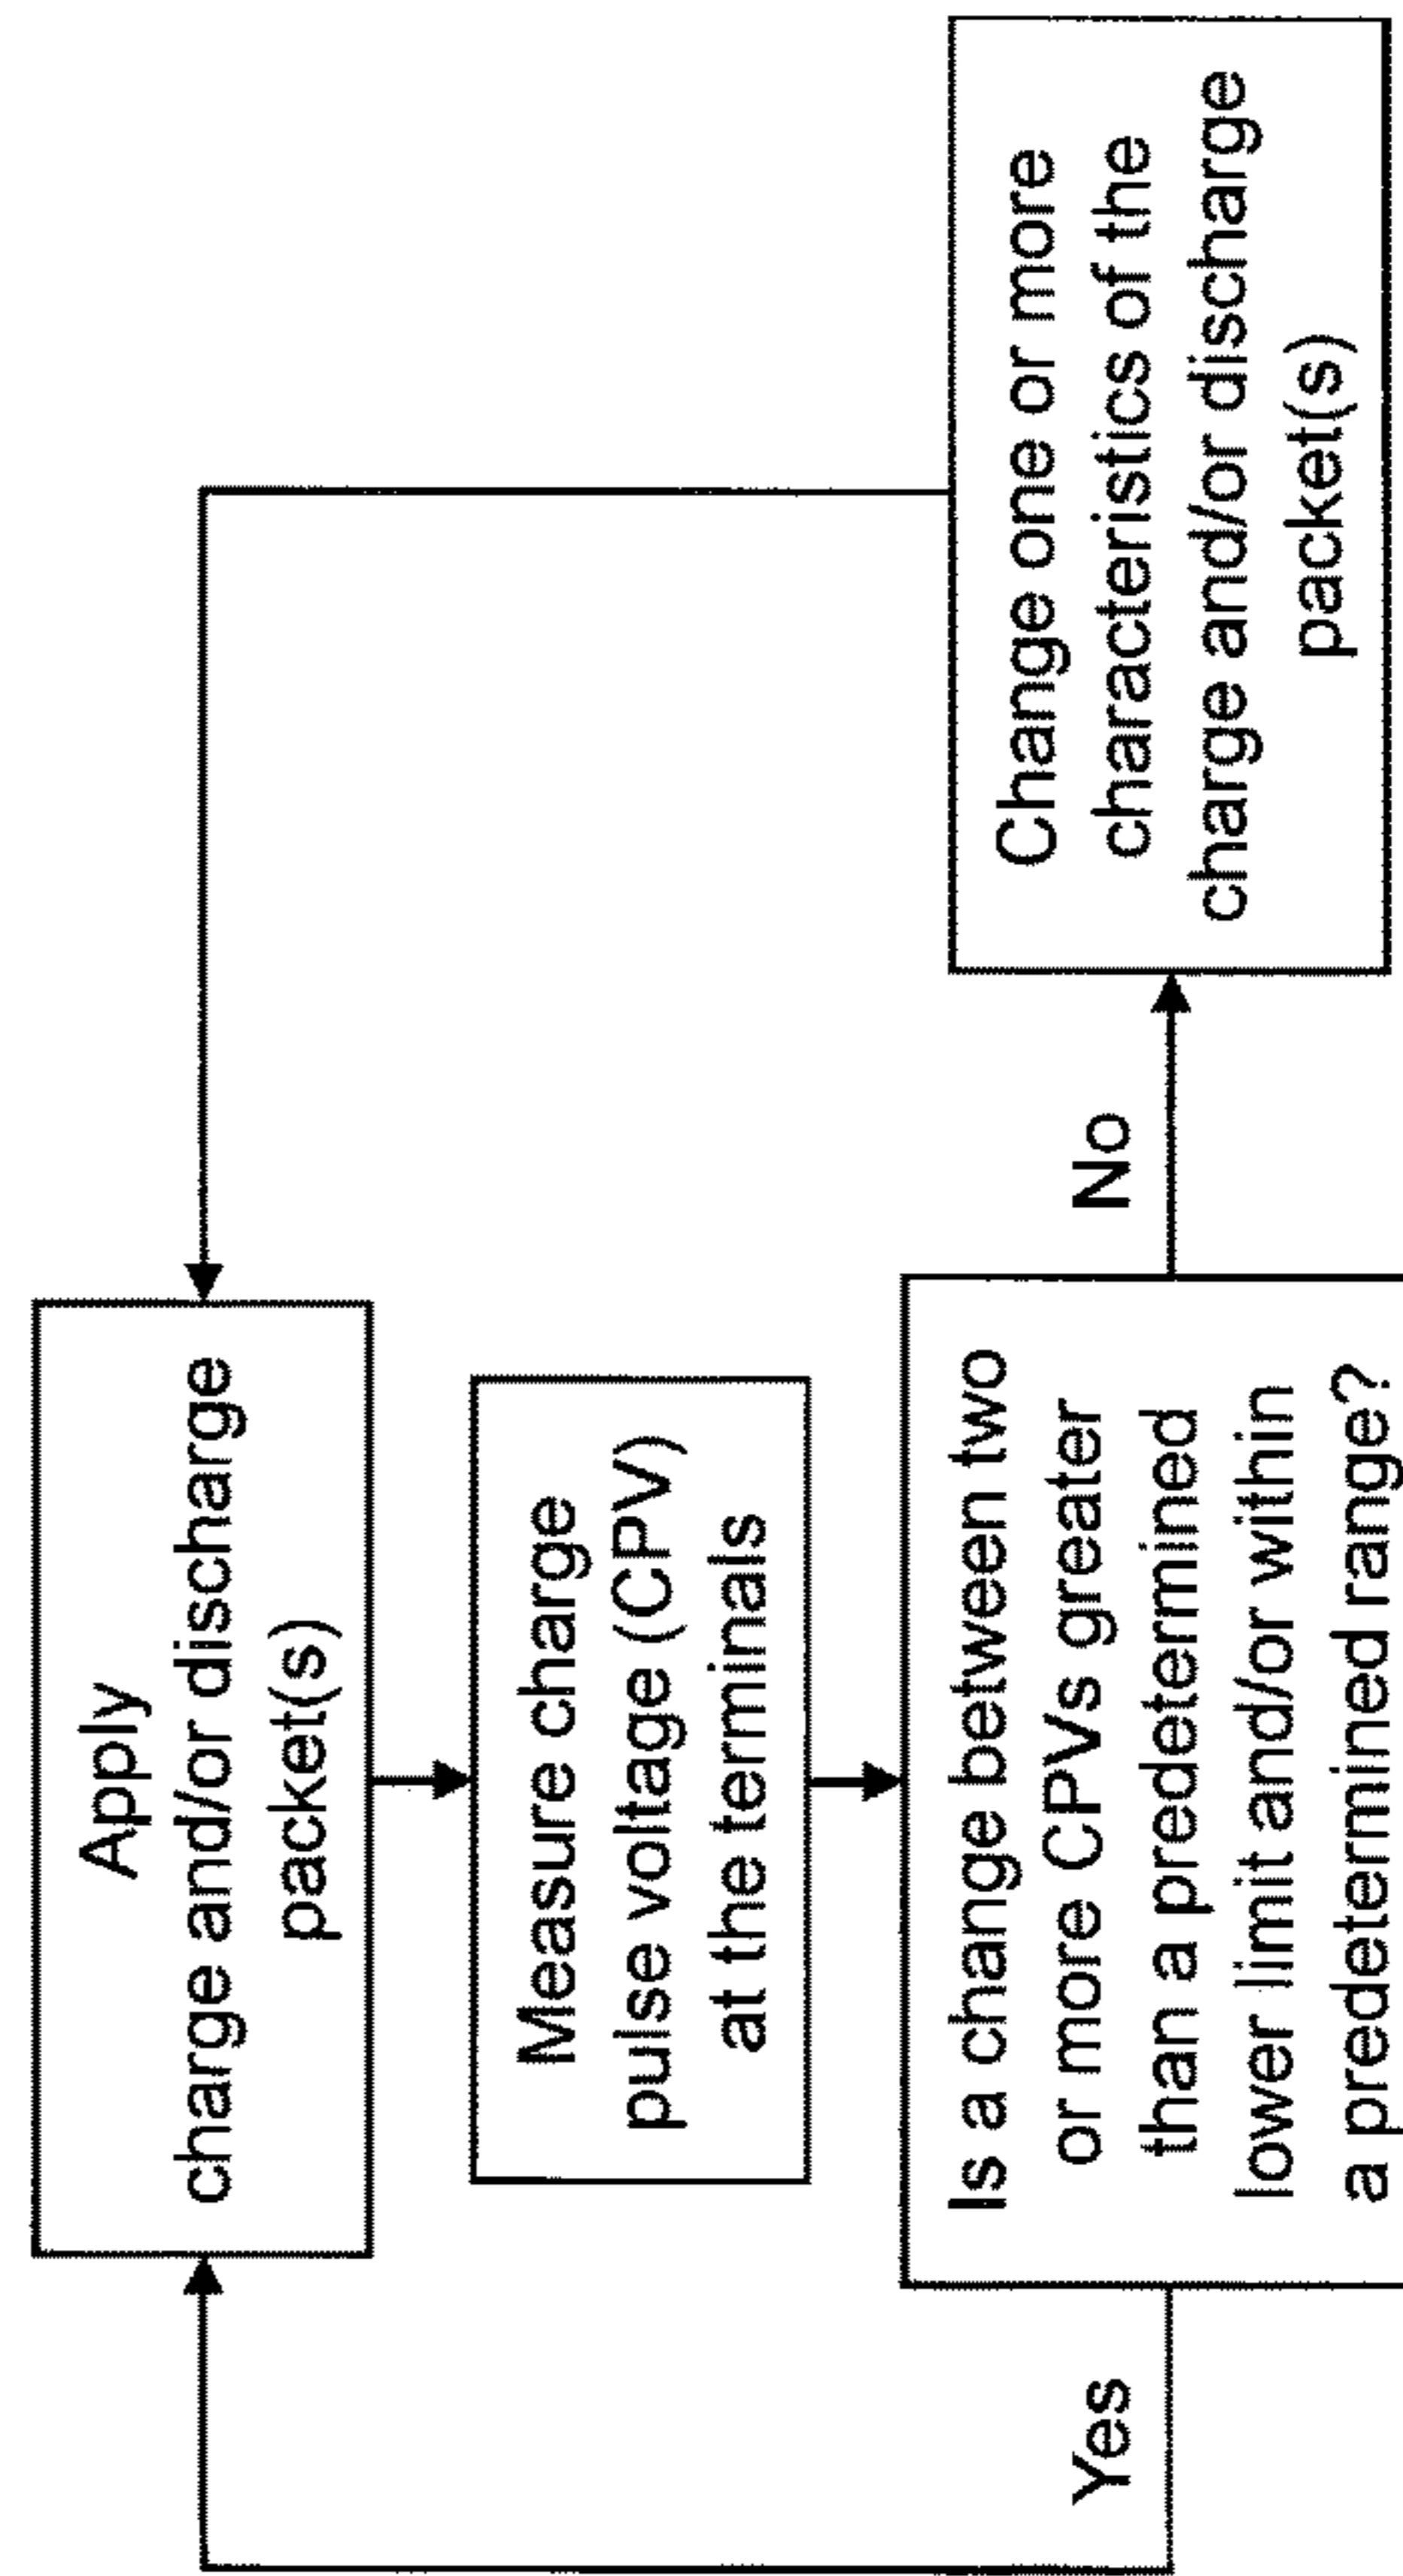 Apply
charge and/or discharge
packet(s)
Measure charge
pulse voltage (CPV)
at the terminals
Is a change between two
or more CPVs greater
than a predetermined
lower limit and/or within
a predetermined range?
Yes
No
Change one or more
characteristics of the
charge and/or discharge
packet(s)